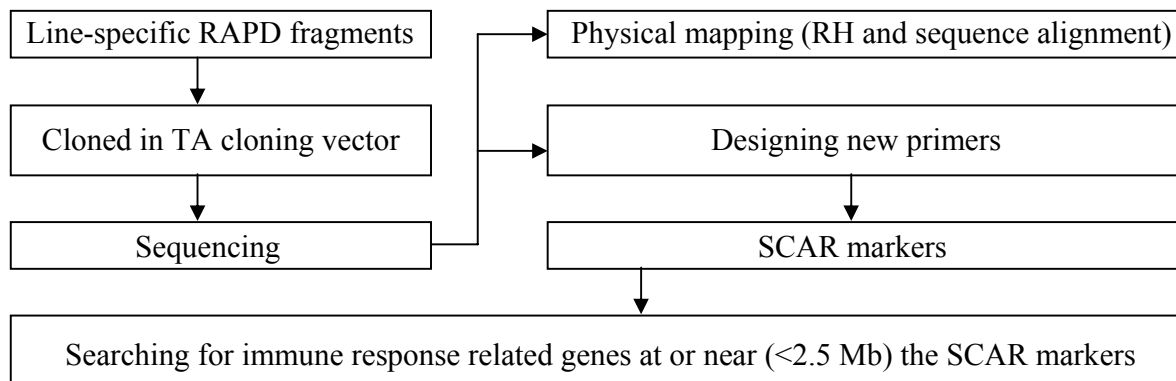 Line-specific RAPD fragments
Cloned in TA cloning vector
Sequencing
Physical mapping (RH and sequence alignment)
Designing new primers
SCAR markers
Searching for immune response related genes at or near (<2.5 Mb) the SCAR markers